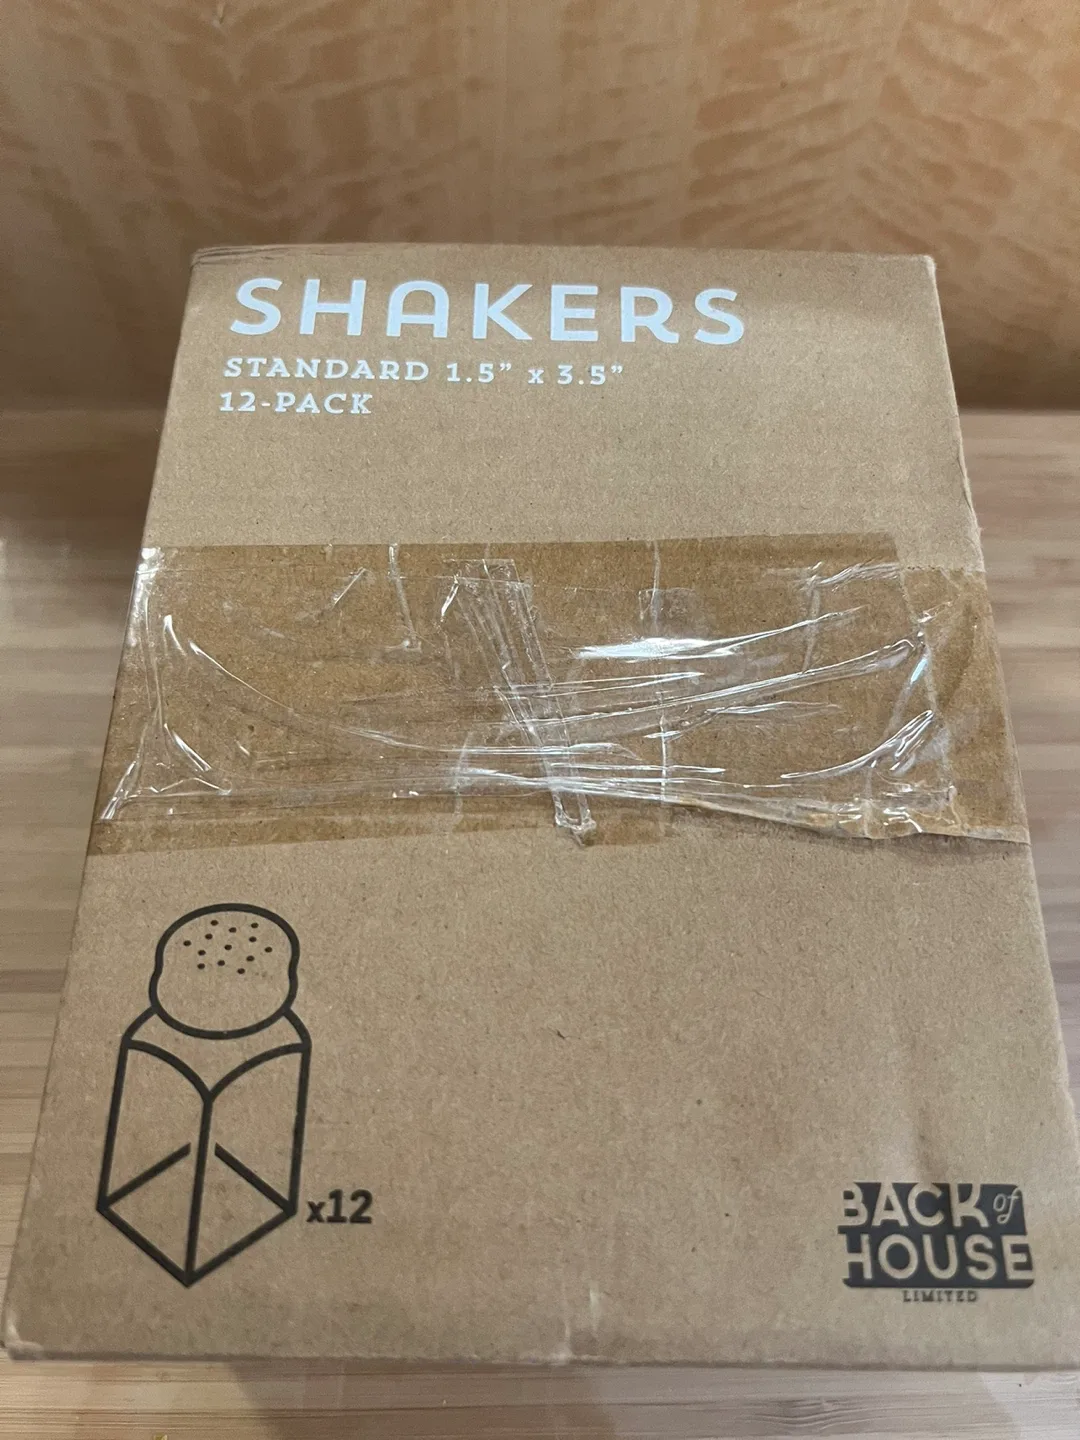 SHAKERS
STANDARD 1.5” x 3.5”
12-PACK
x12
BACK of
HOUSE
LIMITED